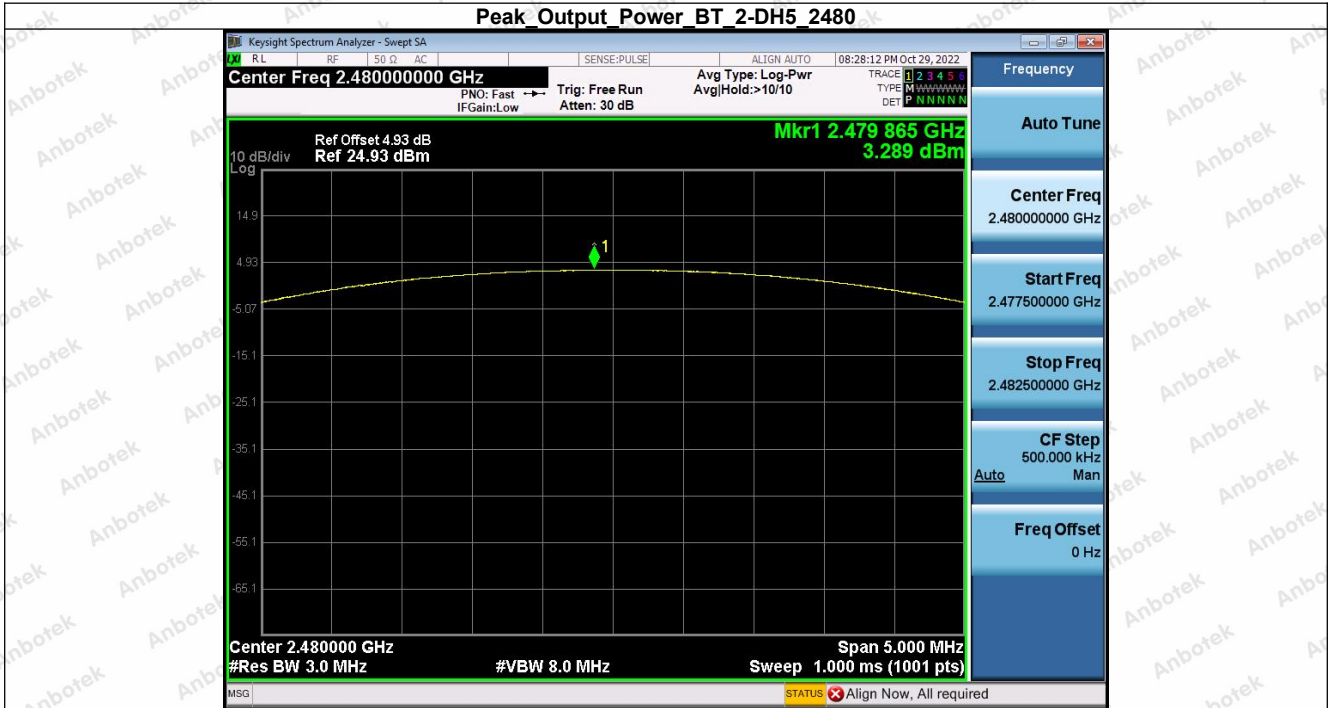 Peak_Output_Power_BT_2-DH5_2480
Keysight Spectrum Analyzer - Swept SA
LXI RL RF 50 Ω AC SENSE:PULSE ALIGN AUTO 08:28:12 PM Oct 29, 2022
Center Freq 2.480000000 GHz
PNO: Fast
IFGain:Low
Trig: Free Run
Atten: 30 dB
Avg Type: Log-Pwr
Avg|Hold:>10/10
TRACE 1 2 3 4 5 6
TYPE M WWWWW
DET P N N N N N
Ref Offset 4.93 dB
10 dB/div Ref 24.93 dBm
Log
Mkr1 2.479 865 GHz
3.289 dBm
14.9
4.93
-5.07
-15.1
-25.1
-35.1
-45.1
-55.1
-65.1
1
Center 2.480000 GHz Span 5.000 MHz
#Res BW 3.0 MHz #VBW 8.0 MHz Sweep 1.000 ms (1001 pts)
MSG STATUS Align Now, All required
Frequency
Auto Tune
Center Freq
2.480000000 GHz
Start Freq
2.477500000 GHz
Stop Freq
2.482500000 GHz
CF Step
500.000 kHz
Auto Man
Freq Offset
0 Hz
Anbotek